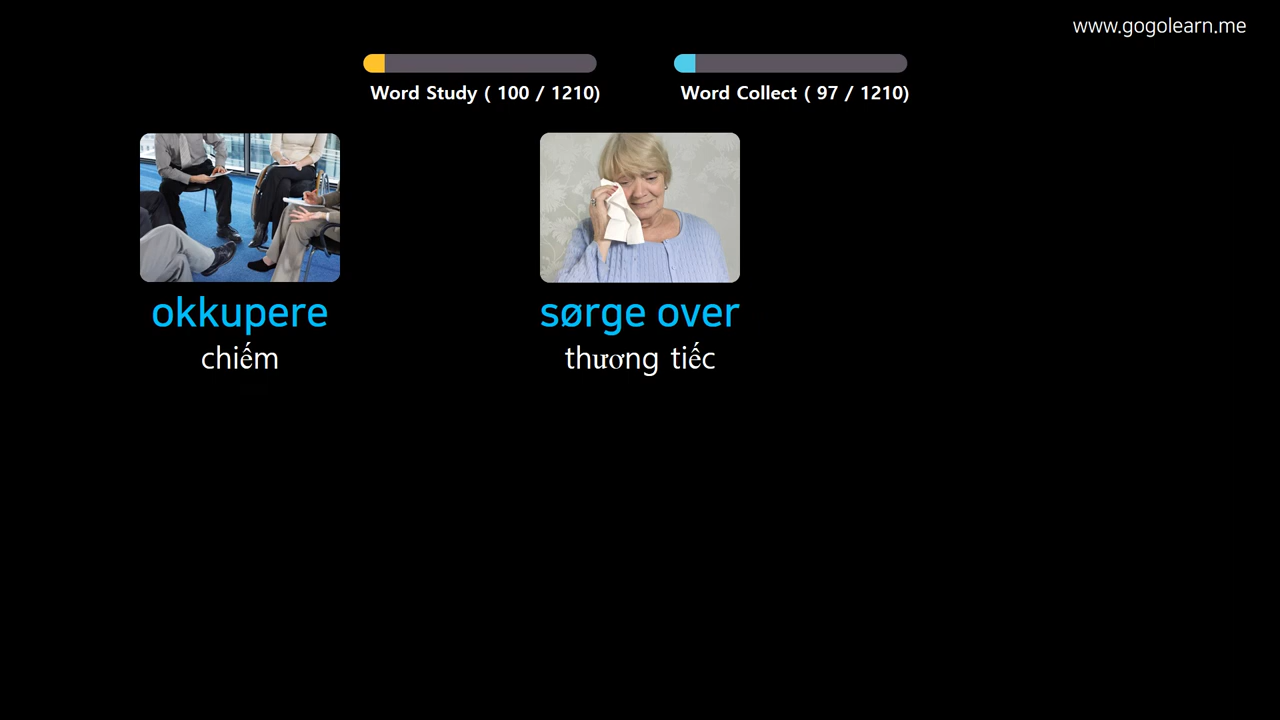 www.gogolearn.me
Word Study ( 100 / 1210)
Word Collect ( 97 / 1210)
okkupere
chiếm
sørge over
thương tiếc